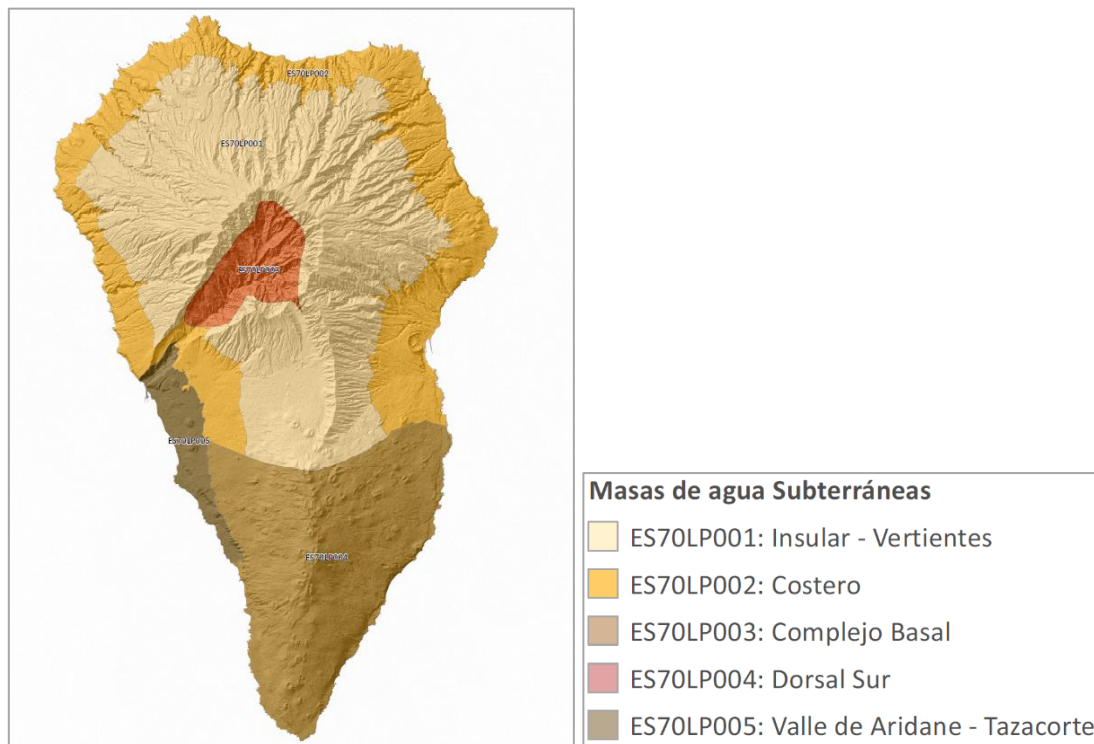 ES70LP002
ES70LP001
ES70LP003
ES70LP005
ES70LP004
Masas de agua Subterráneas
ES70LP001: Insular - Vertientes
ES70LP002: Costero
ES70LP003: Complejo Basal
ES70LP004: Dorsal Sur
ES70LP005: Valle de Aridane - Tazacorte